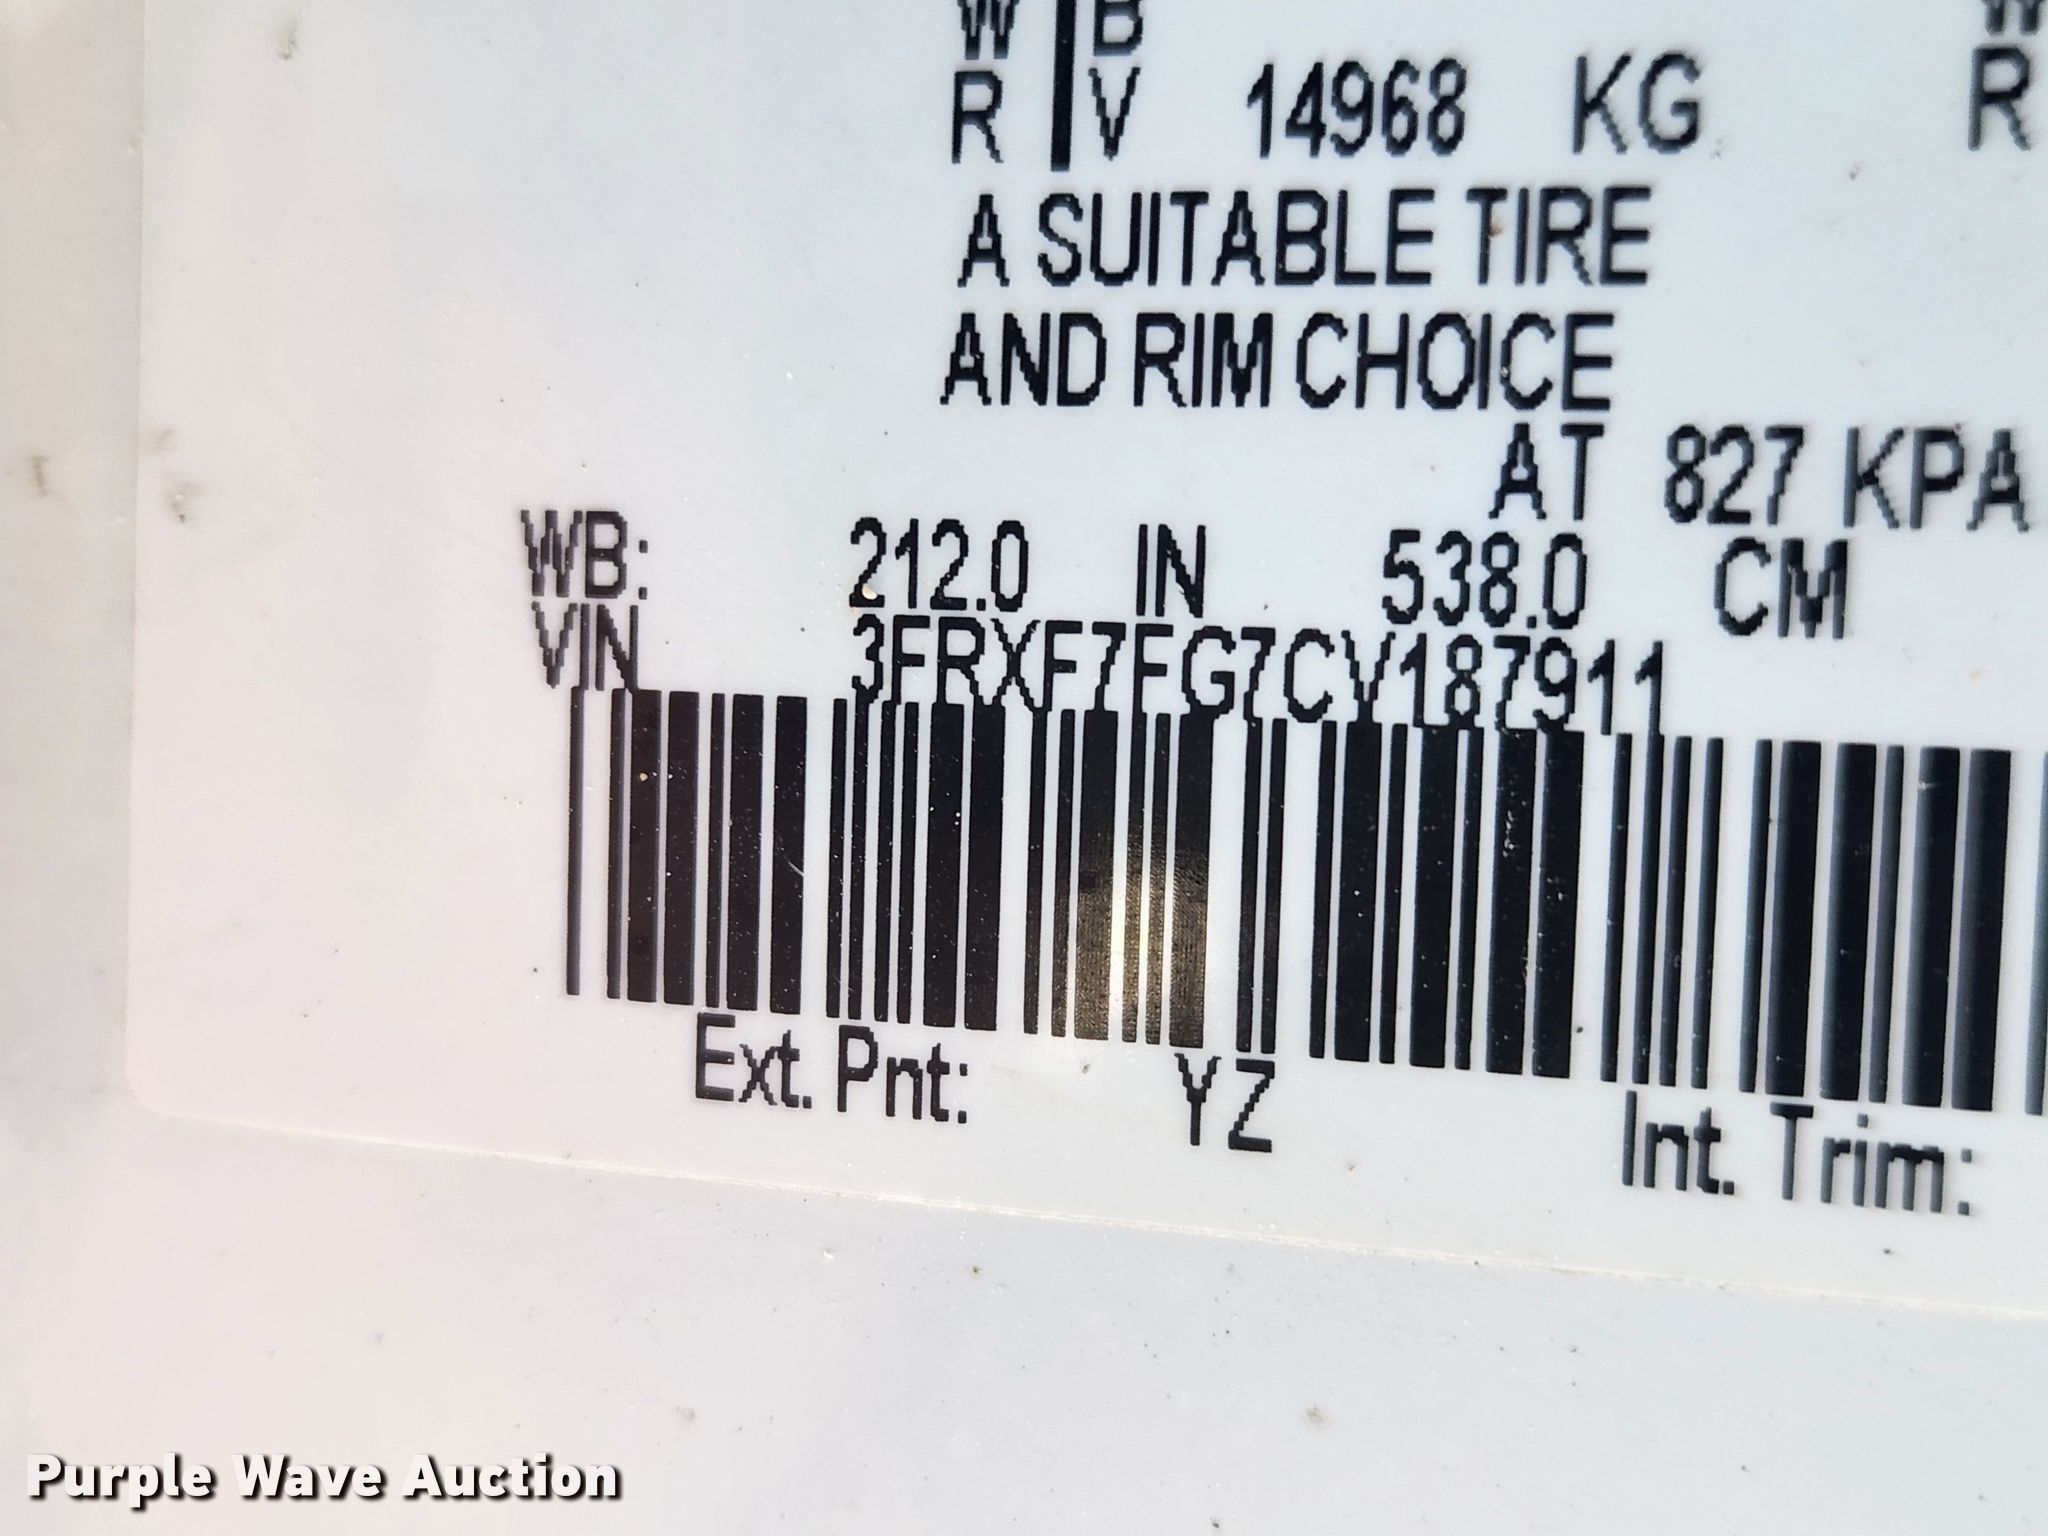 W B W
R V 14968 KG R
A SUITABLE TIRE
AND RIM CHOICE
AT 827 KPA
WB: 212.0 IN 538.0 CM
VIN 3FRXF7FG7CV187911
Ext. Pnt: YZ Int. Trim:
Purple Wave Auction